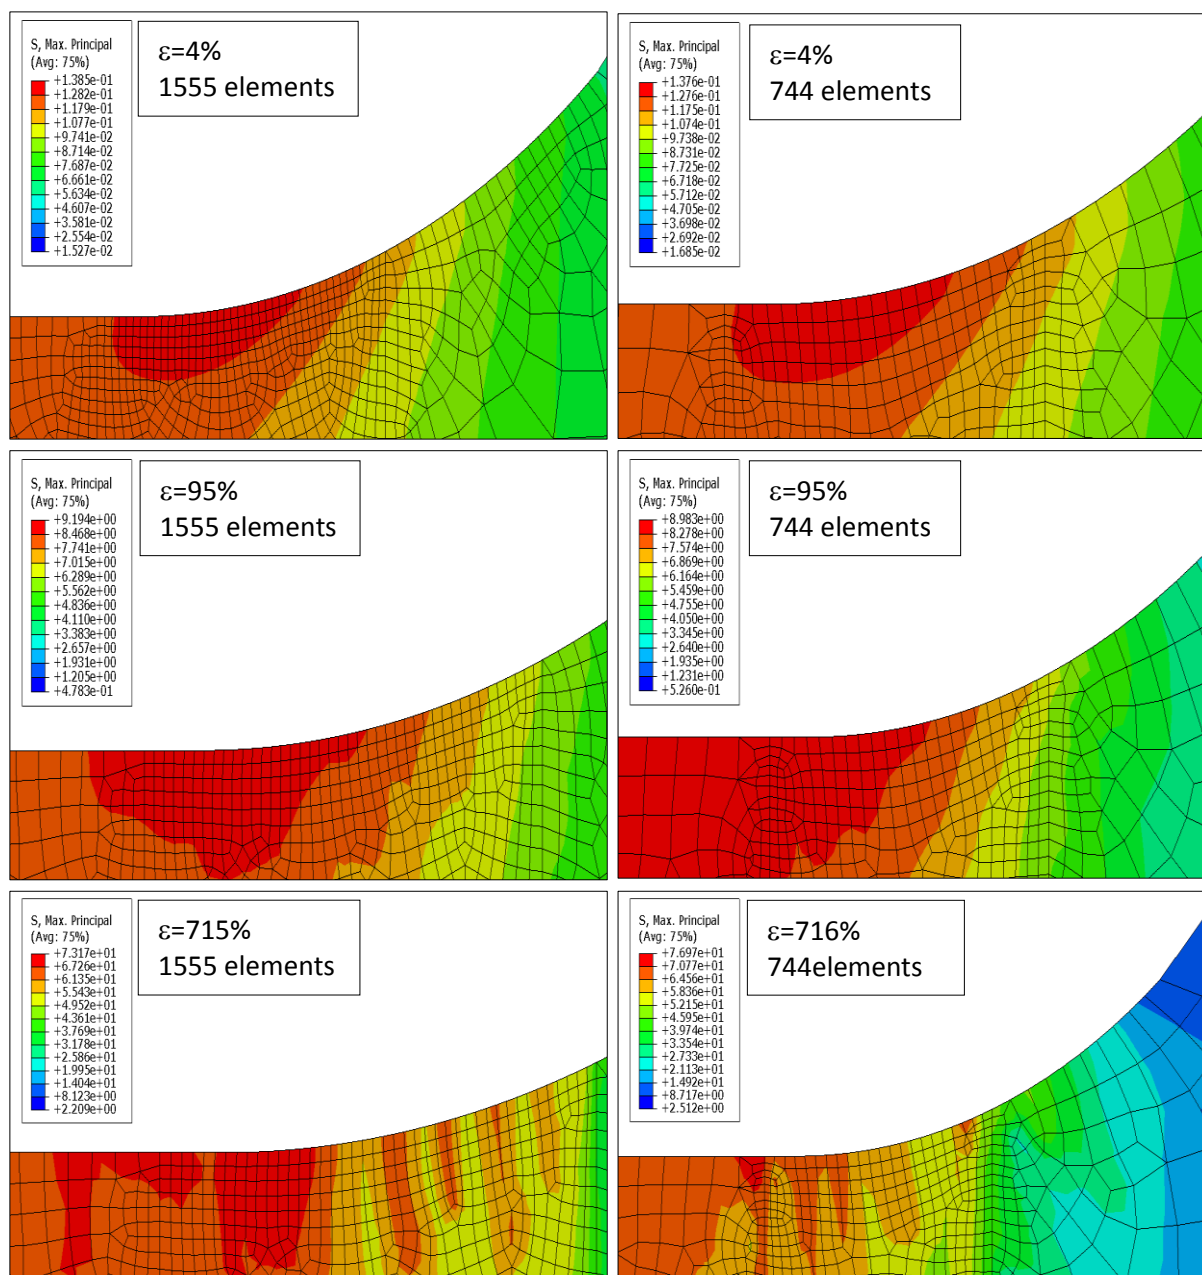 S, Max. Principal
(Avg: 75%)
+1.385e-01
+1.282e-01
+1.179e-01
+1.077e-01
+9.741e-02
+8.714e-02
+7.687e-02
+6.661e-02
+5.634e-02
+4.607e-02
+3.581e-02
+2.554e-02
+1.527e-02
ε=4%
1555 elements
S, Max. Principal
(Avg: 75%)
+1.376e-01
+1.276e-01
+1.175e-01
+1.074e-01
+9.738e-02
+8.731e-02
+7.725e-02
+6.718e-02
+5.712e-02
+4.705e-02
+3.698e-02
+2.692e-02
+1.685e-02
ε=4%
744 elements
S, Max. Principal
(Avg: 75%)
+9.194e+00
+8.468e+00
+7.741e+00
+7.015e+00
+6.289e+00
+5.562e+00
+4.836e+00
+4.110e+00
+3.383e+00
+2.657e+00
+1.931e+00
+1.205e+00
+4.783e-01
ε=95%
1555 elements
S, Max. Principal
(Avg: 75%)
+8.983e+00
+8.278e+00
+7.574e+00
+6.869e+00
+6.164e+00
+5.459e+00
+4.755e+00
+4.050e+00
+3.345e+00
+2.640e+00
+1.935e+00
+1.231e+00
+5.260e-01
ε=95%
744 elements
S, Max. Principal
(Avg: 75%)
+7.317e+01
+6.726e+01
+6.135e+01
+5.543e+01
+4.952e+01
+4.361e+01
+3.769e+01
+3.178e+01
+2.586e+01
+1.995e+01
+1.404e+01
+8.123e+00
+2.209e+00
ε=715%
1555 elements
S, Max. Principal
(Avg: 75%)
+7.697e+01
+7.077e+01
+6.456e+01
+5.836e+01
+5.215e+01
+4.595e+01
+3.974e+01
+3.354e+01
+2.733e+01
+2.113e+01
+1.492e+01
+8.717e+00
+2.512e+00
ε=716%
744elements